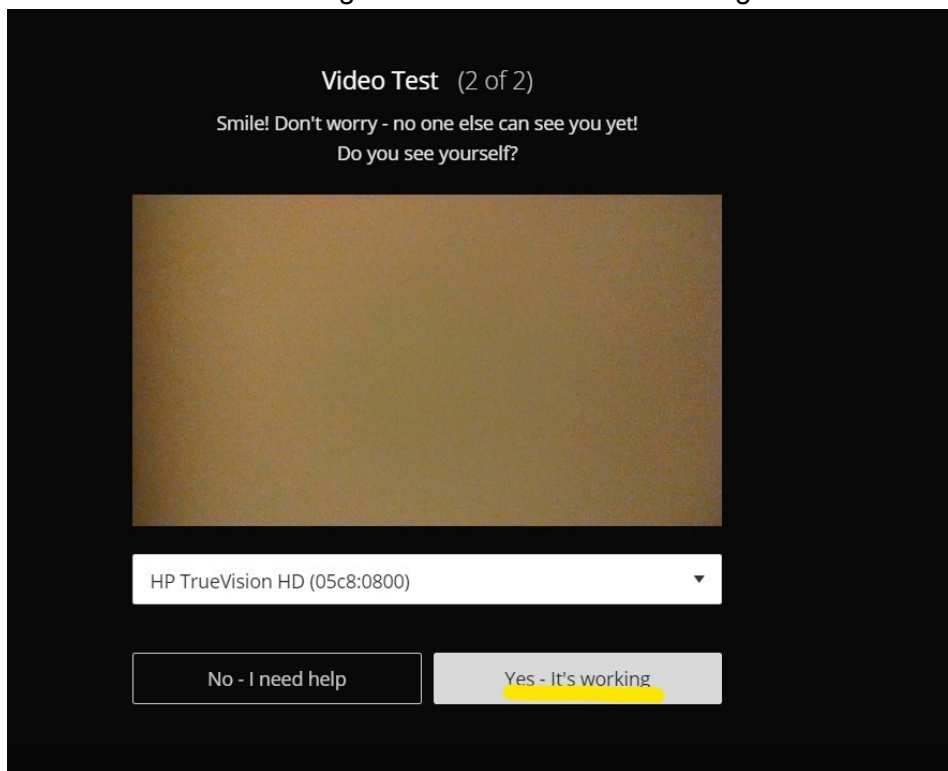 Video Test (2 of 2)
Smile! Don't worry - no one else can see you yet!
Do you see yourself?
HP TrueVision HD (05c8:0800)
No - I need help
Yes - It's working